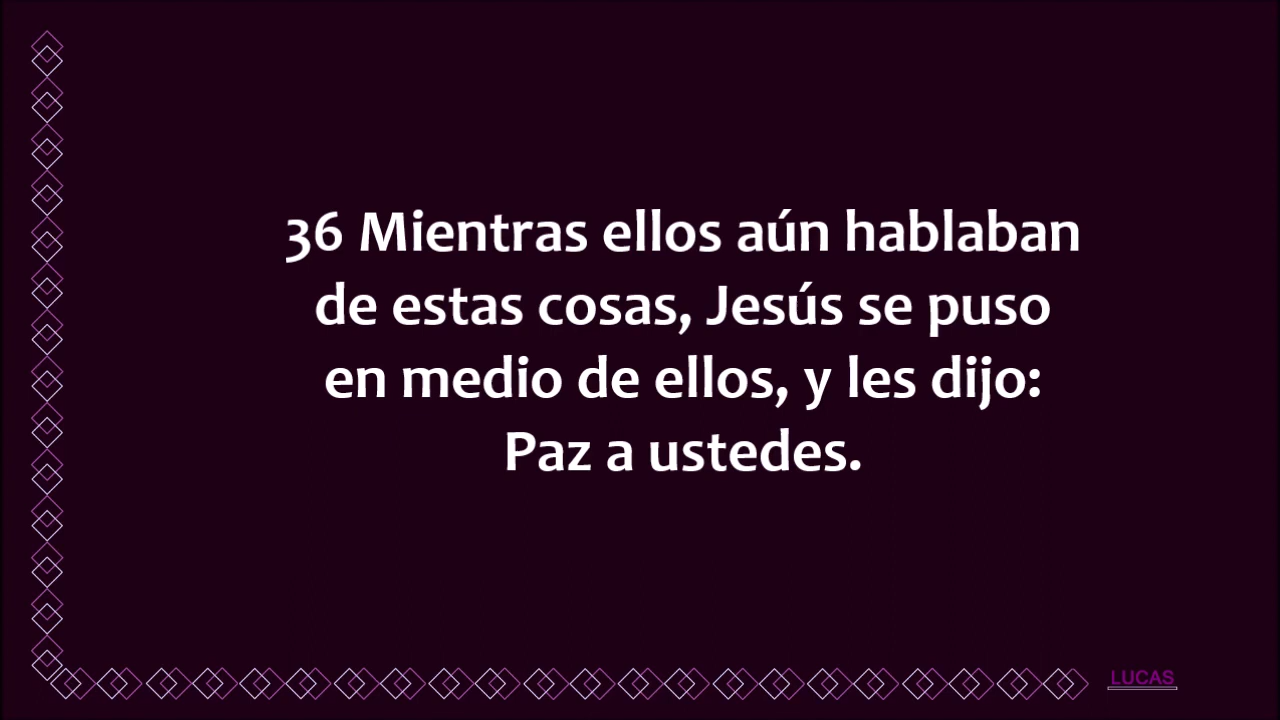 36 Mientras ellos aún hablaban
de estas cosas, Jesús se puso
en medio de ellos, y les dijo:
Paz a ustedes.
LUCAS